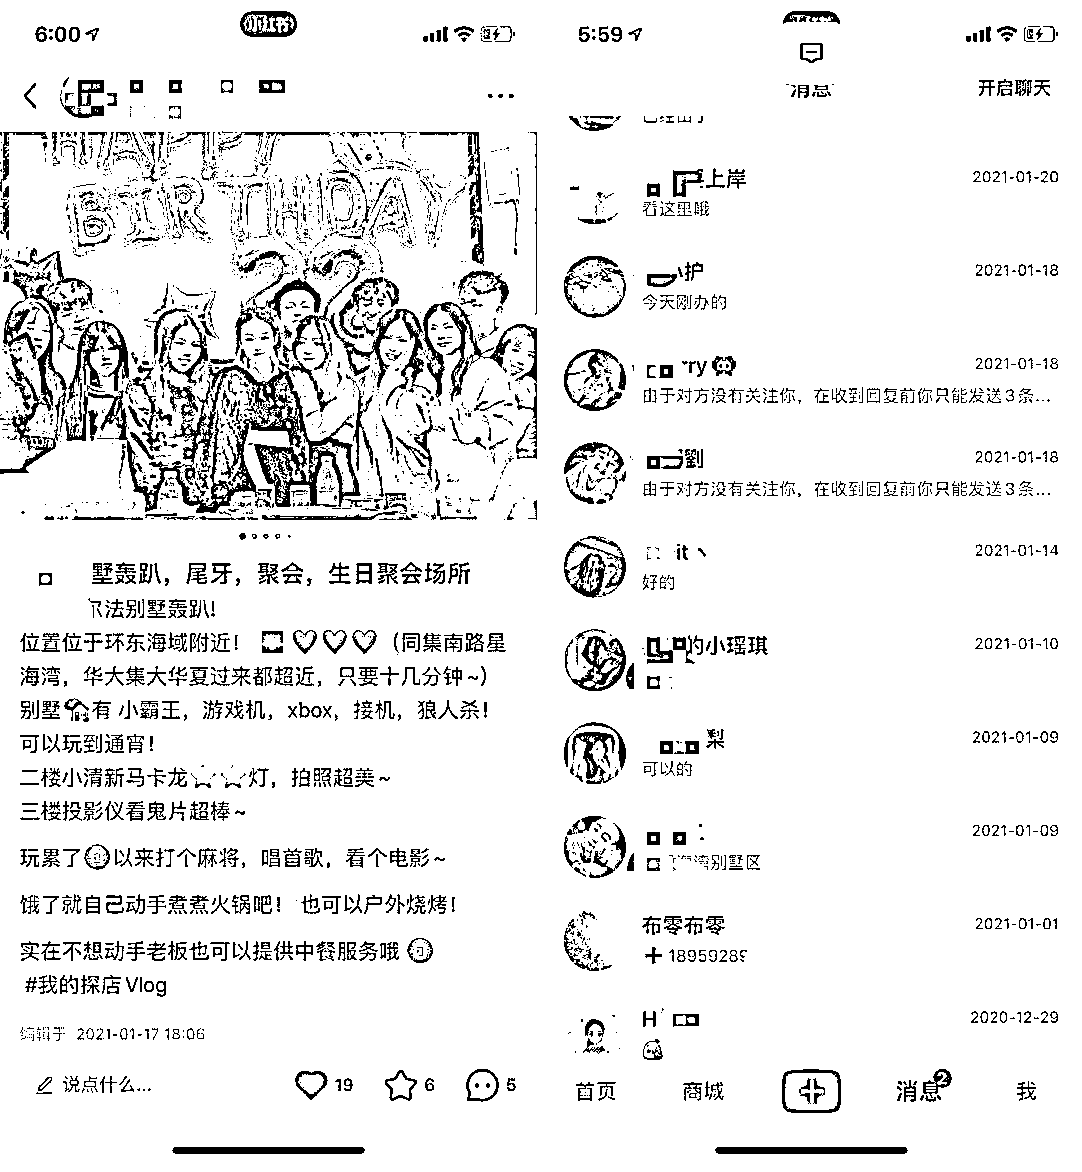 6:00
小红书
HAPPY
BIRTHDAY
22
墅轰趴，尾牙，聚会，生日聚会场所
法别墅轰趴！
位置位于环东海域附近！ （同集南路星
海湾，华大集大华夏过来都超近，只要十几分钟~）
别墅有 小霸王，游戏机，xbox，接机，狼人杀！
可以玩到通宵！
二楼小清新马卡龙灯，拍照超美~
三楼投影仪看鬼片超棒~
玩累了以来打个麻将，唱首歌，看个电影~
饿了就自己动手煮煮火锅吧！ 也可以户外烧烤！
实在不想动手老板也可以提供中餐服务哦
#我的探店Vlog
编辑于 2021-01-17 18:06
说点什么...
19
6
5
5:59
消息
开启聊天
上岸
2021-01-20
看这里哦
护
2021-01-18
今天刚办的
ry
2021-01-18
由于对方没有关注你，在收到回复前你只能发送3条...
劉
2021-01-18
由于对方没有关注你，在收到回复前你只能发送3条...
it
2021-01-14
好的
的小瑶琪
2021-01-10
梨
2021-01-09
可以的
2021-01-09
湾别墅区
布零布零
2021-01-01
+ 18959289
H
2020-12-29
首页
商城
消息
2
我